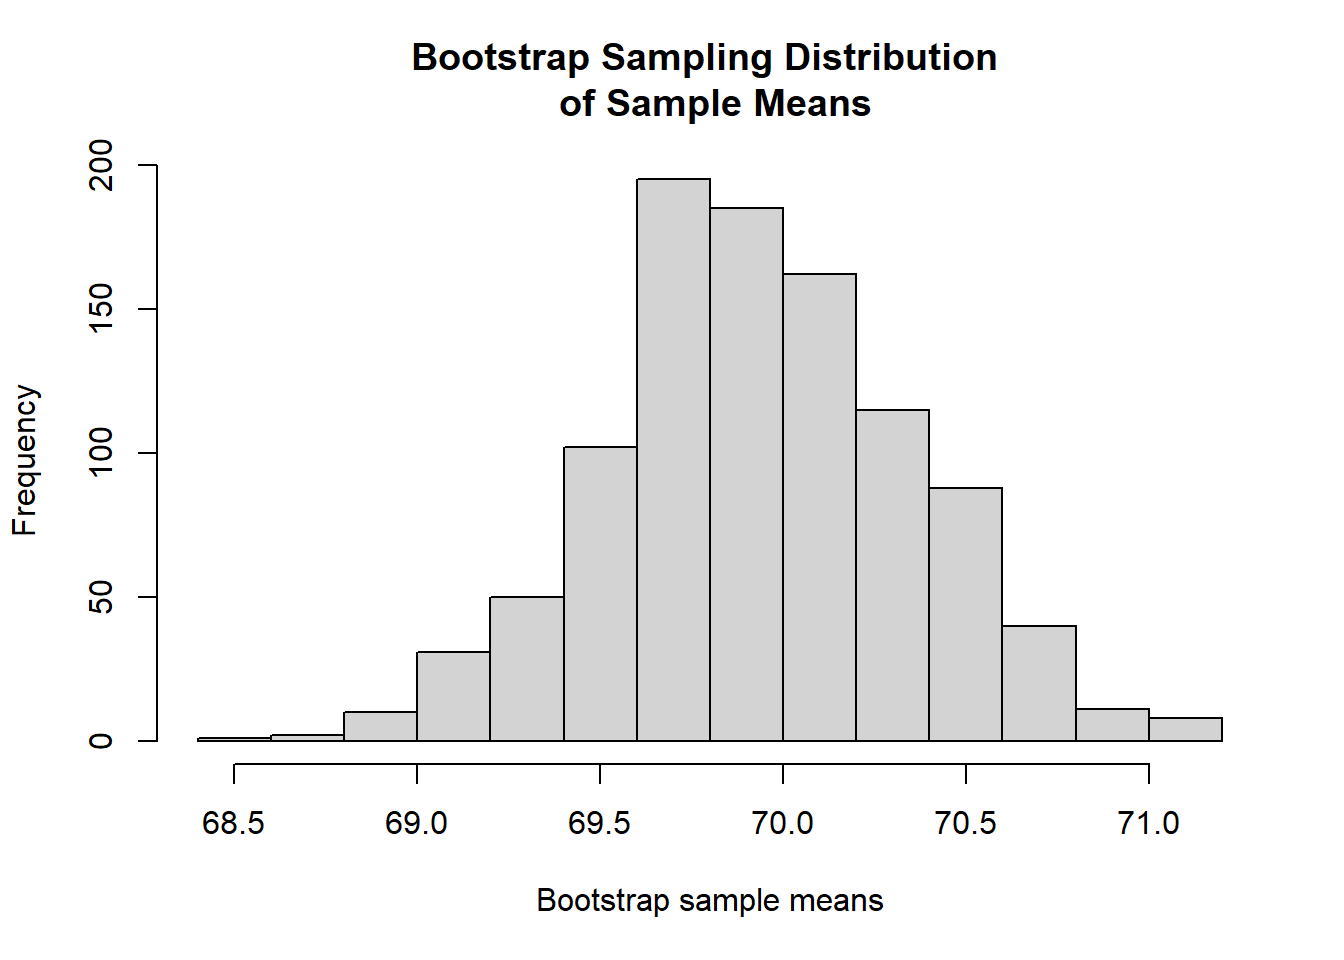 Bootstrap Sampling Distribution
of Sample Means
200
150
100
50
0
Frequency
68.5 69.0 69.5 70.0 70.5 71.0
Bootstrap sample means